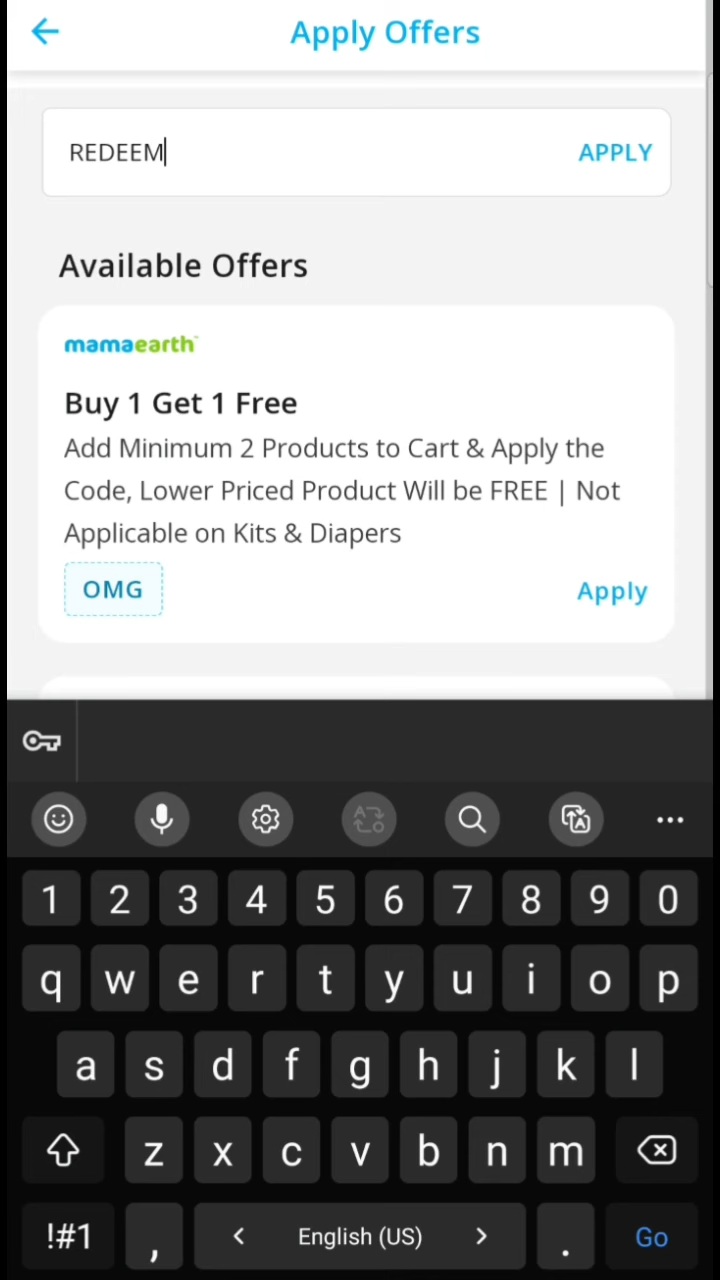 Apply Offers
REDEEM
APPLY
Available Offers
mamaearth
Buy 1 Get 1 Free
Add Minimum 2 Products to Cart & Apply the
Code, Lower Priced Product Will be FREE | Not
Applicable on Kits & Diapers
OMG
Apply
1 2 3 4 5 6 7 8 9 0
q w e r t y u i o p
a s d f g h j k l
z x c v b n m
!#1 , < English (US) > . Go